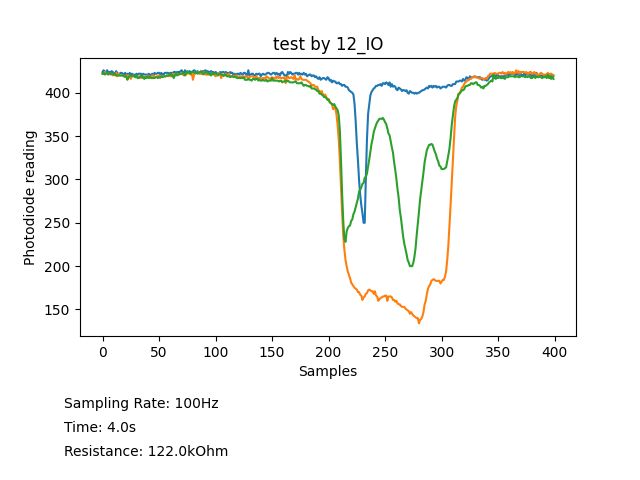 test by 12_IO
Photodiode reading
400
350
300
250
200
150
0 50 100 150 200 250 300 350 400
Samples
Sampling Rate: 100Hz
Time: 4.0s
Resistance: 122.0kOhm